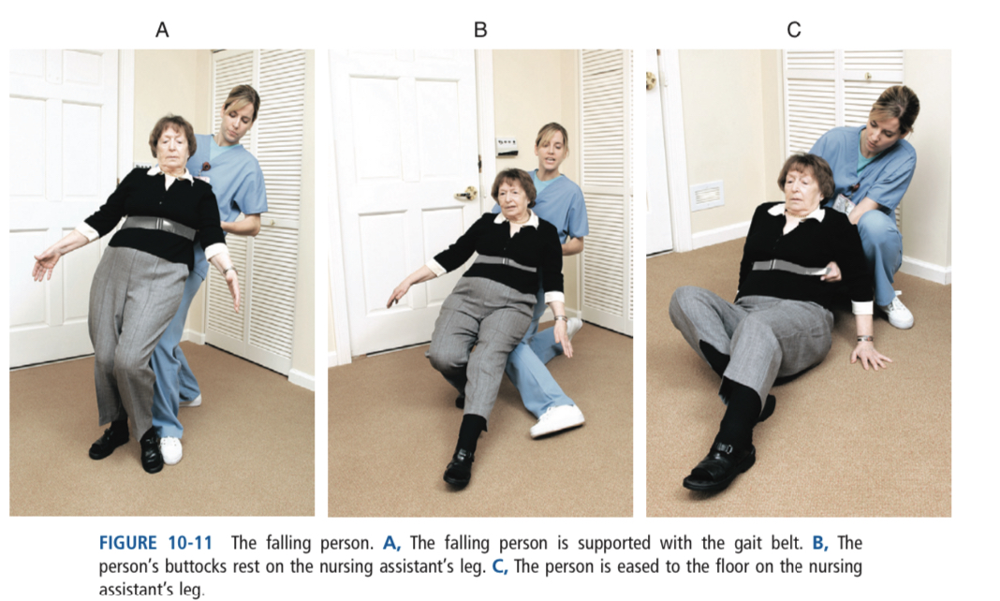 A
B
C
FIGURE 10-11 The falling person. A, The falling person is supported with the gait belt. B, The
person's buttocks rest on the nursing assistant's leg. C, The person is eased to the floor on the nursing
assistant's leg.